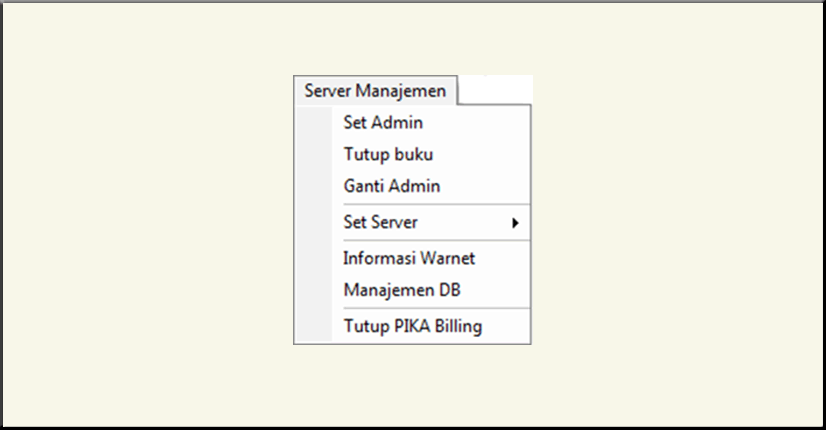 Server Manajemen
Set Admin
Tutup buku
Ganti Admin
Set Server
Informasi Warnet
Manajemen DB
Tutup PIKA Billing